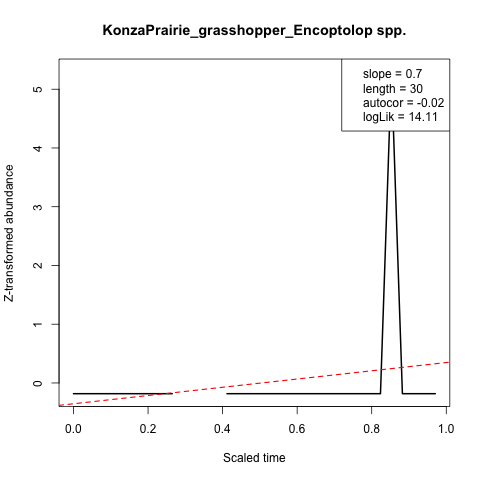 KonzaPrairie_grasshopper_Encoptolop spp.
slope = 0.7
length = 30
autocor = -0.02
logLik = 14.11
Z-transformed abundance
5
4
3
2
1
0
0.0 0.2 0.4 0.6 0.8 1.0
Scaled time